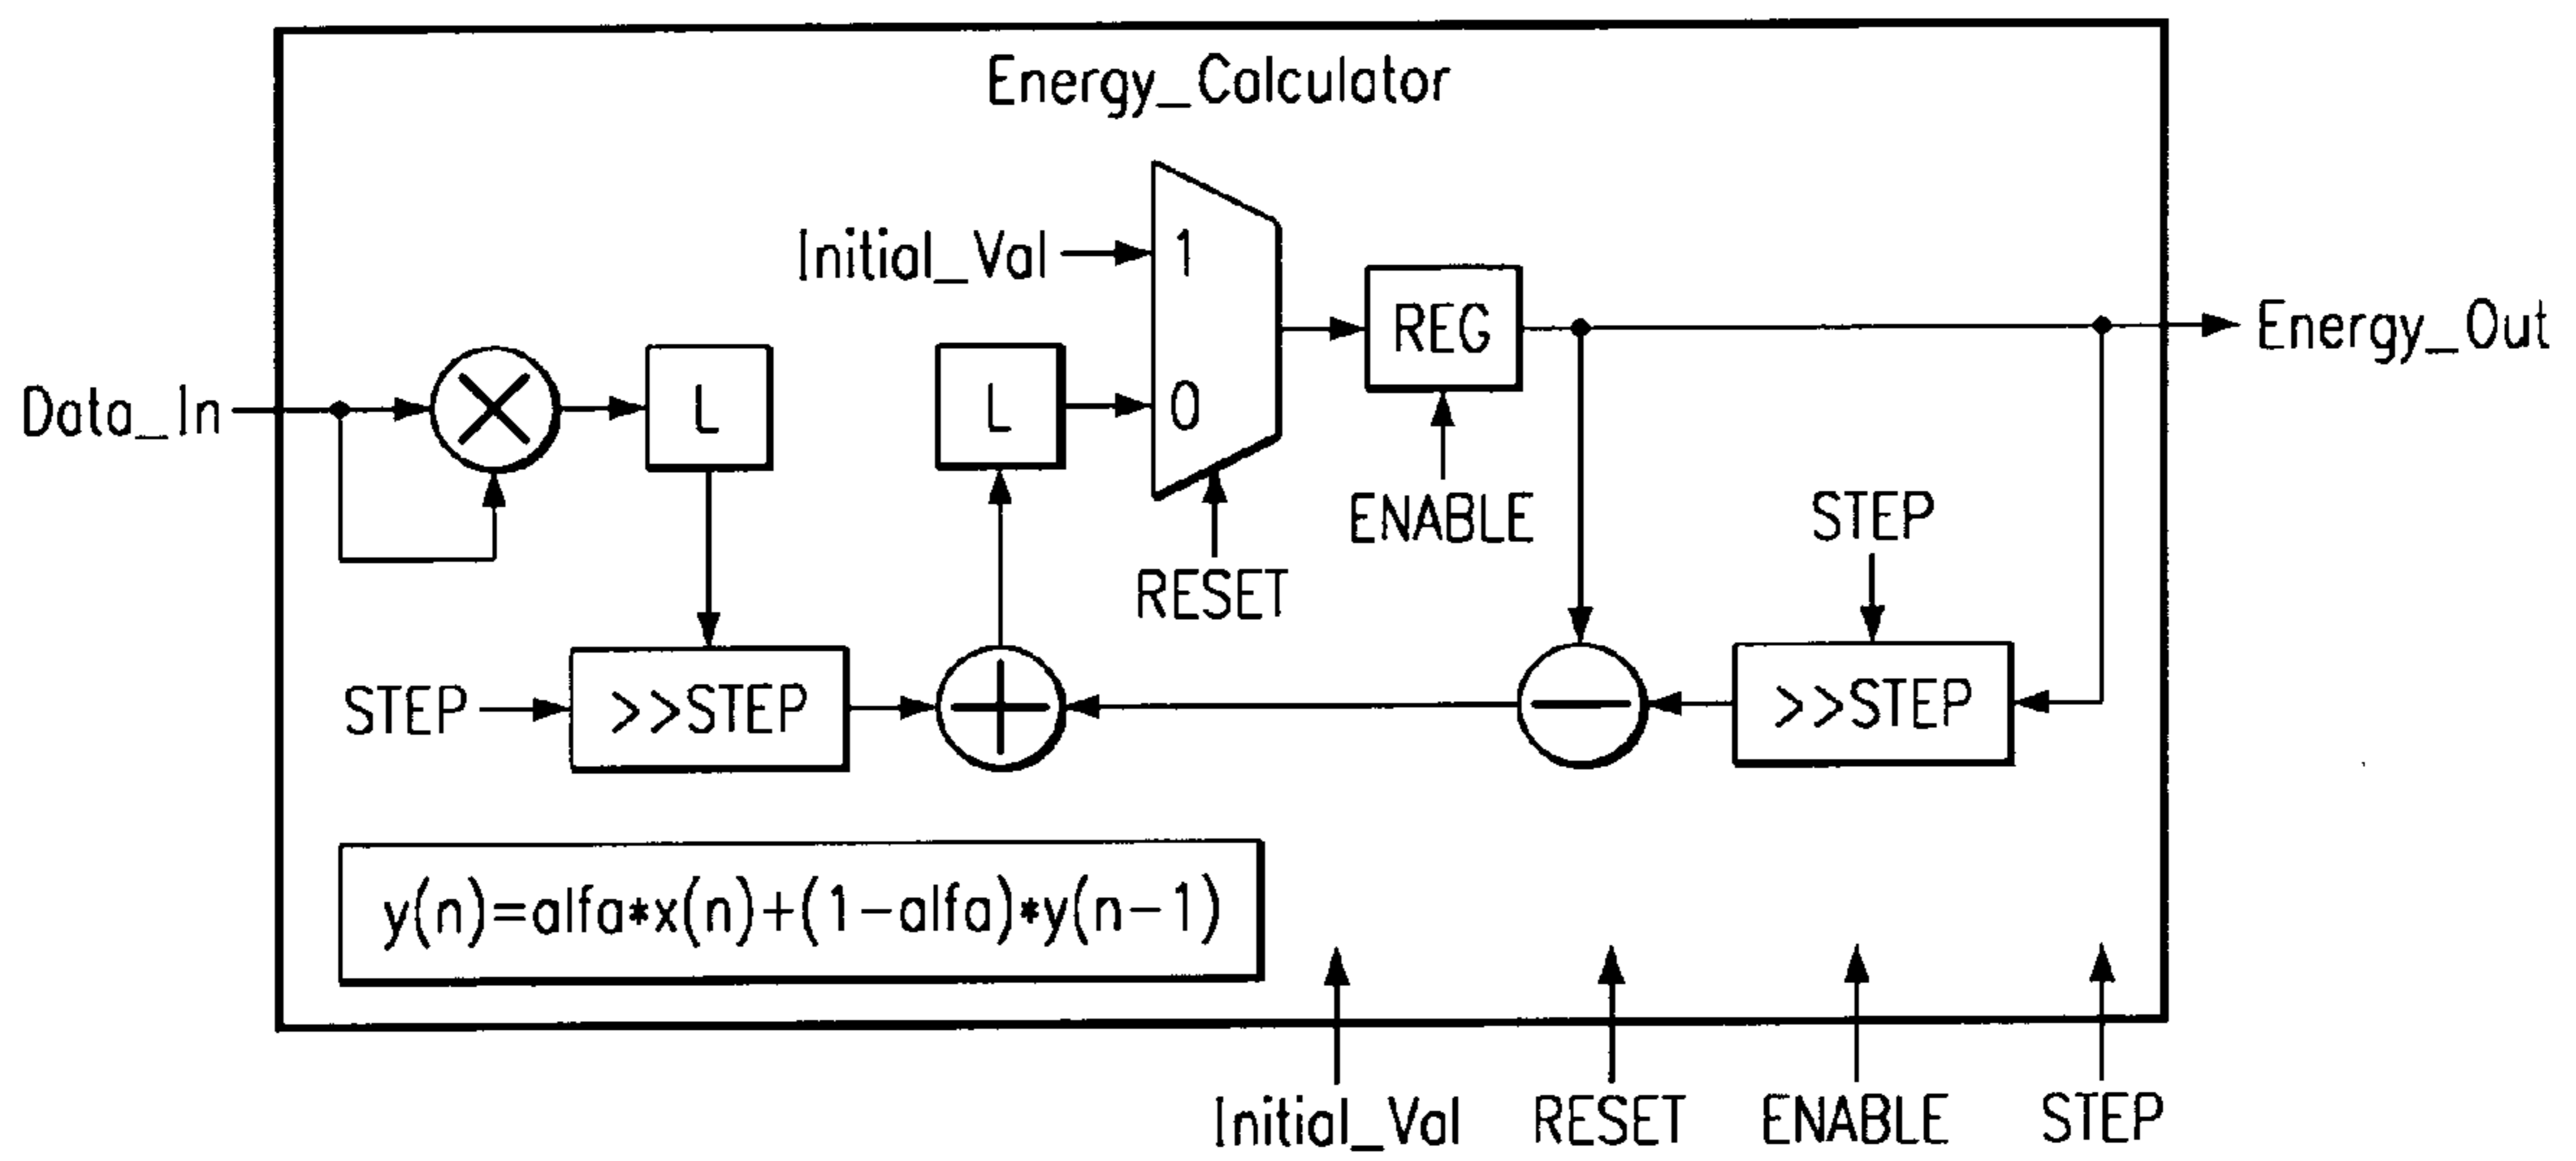 Energy_Calculator
Initial_Val
1
REG
Energy_Out
Data_In
L
L
0
ENABLE
STEP
RESET
STEP
>>STEP
>>STEP
y(n)=alfa*x(n)+(1-alfa)*y(n-1)
Initial_Val
RESET
ENABLE
STEP